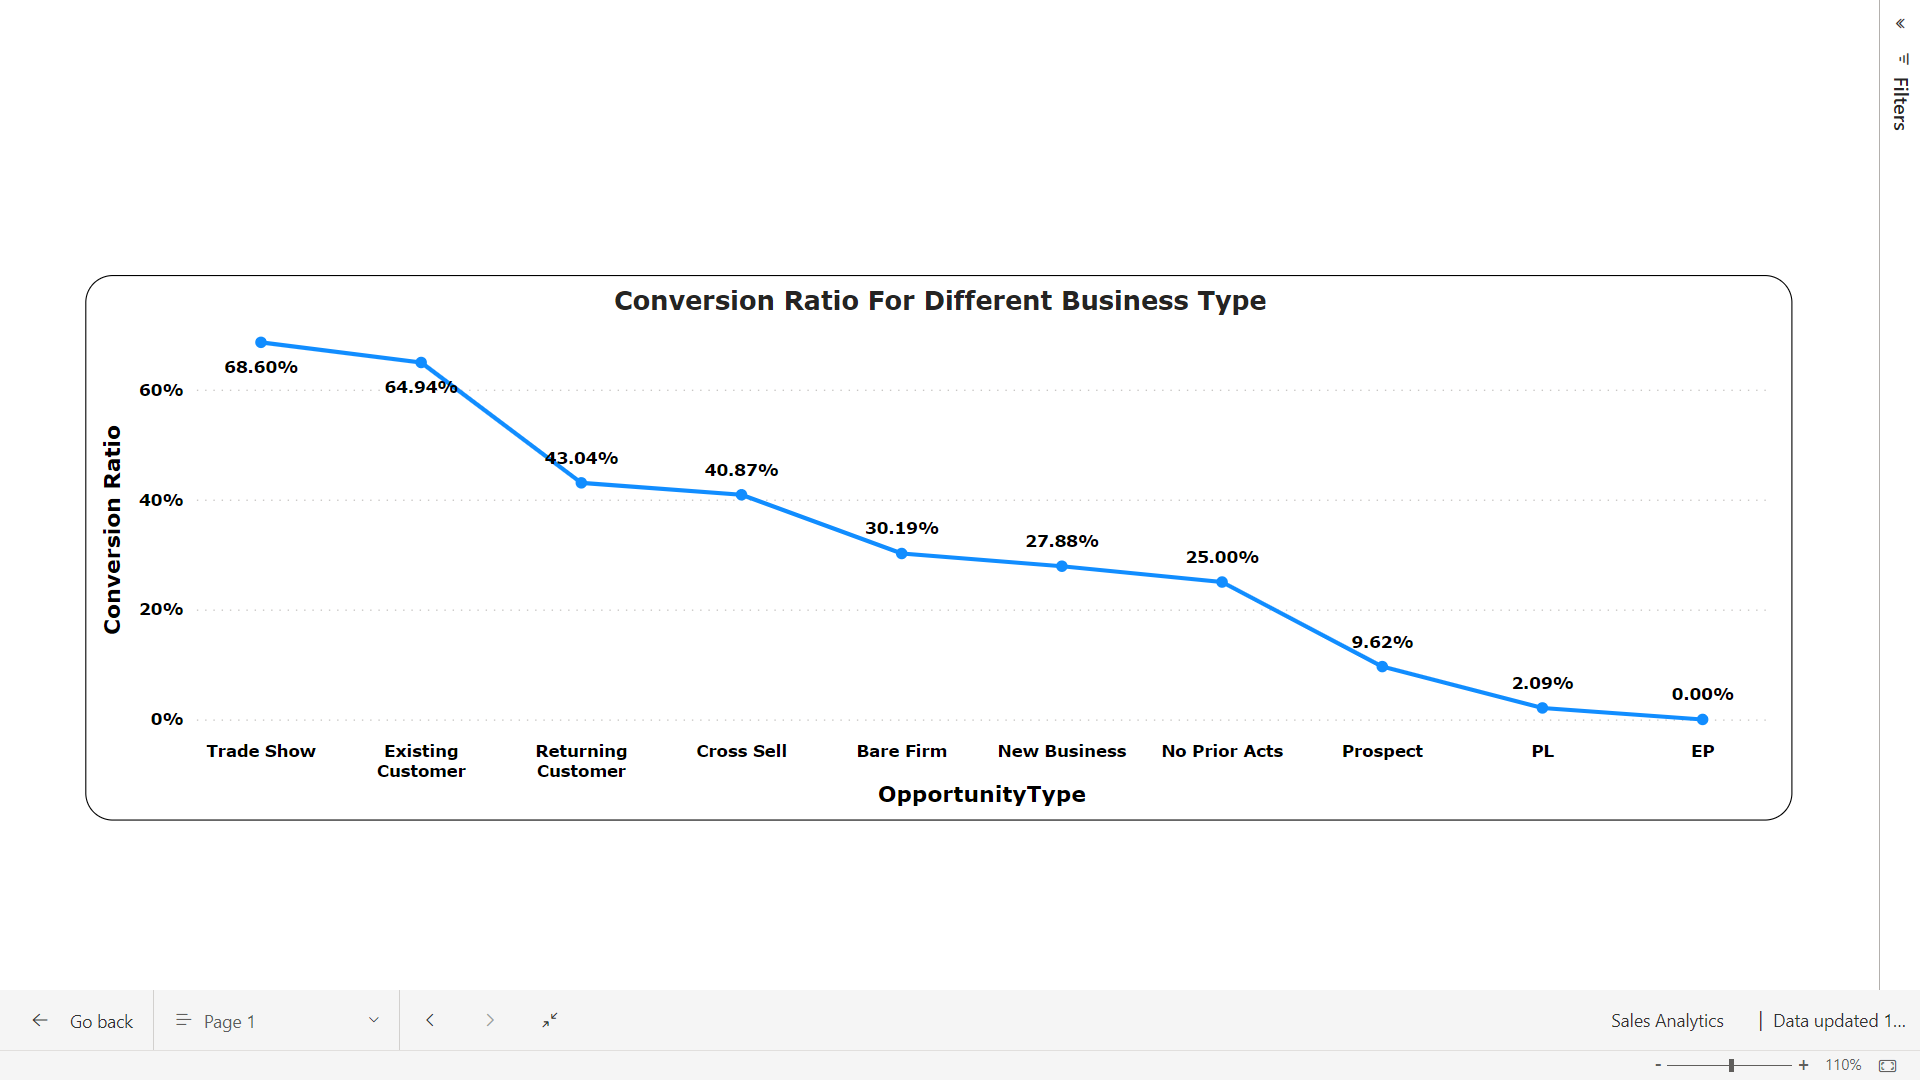 Filters
Conversion Ratio For Different Business Type
68.60%
64.94%
43.04%
40.87%
30.19%
27.88%
25.00%
9.62%
2.09%
0.00%
60%
40%
20%
0%
Conversion Ratio
Trade Show
Existing
Customer
Returning
Customer
Cross Sell
Bare Firm
New Business
No Prior Acts
Prospect
PL
EP
OpportunityType
Go back
Page 1
Sales Analytics
| Data updated 1...
- + 110%